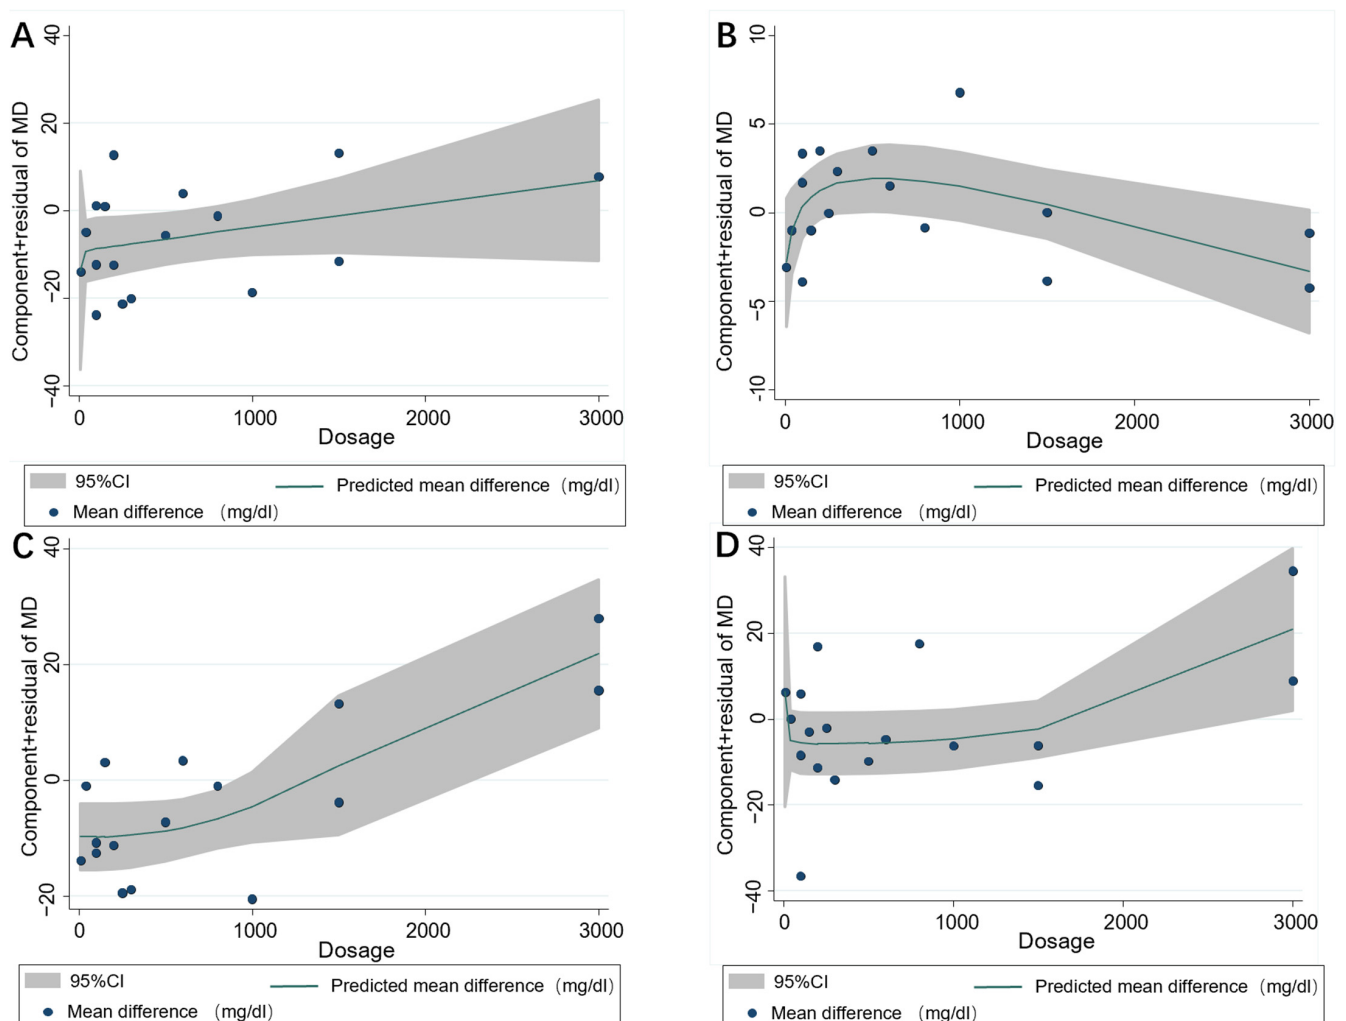 A
Component+residual of MD
40
20
0
−20
−40
0 1000 2000 3000
Dosage
95%CI
Predicted mean difference （mg/dl）
Mean difference （mg/dl）
B
Component+residual of MD
10
5
0
−5
−10
0 1000 2000 3000
Dosage
95%CI
Predicted mean difference （mg/dl）
Mean difference （mg/dl）
C
Component+residual of MD
40
20
0
−20
0 1000 2000 3000
Dosage
95%CI
Predicted mean difference （mg/dl）
Mean difference （mg/dl）
D
Component+residual of MD
40
20
0
−20
−40
0 1000 2000 3000
Dosage
95%CI
Predicted mean difference （mg/dl）
Mean difference （mg/dl）